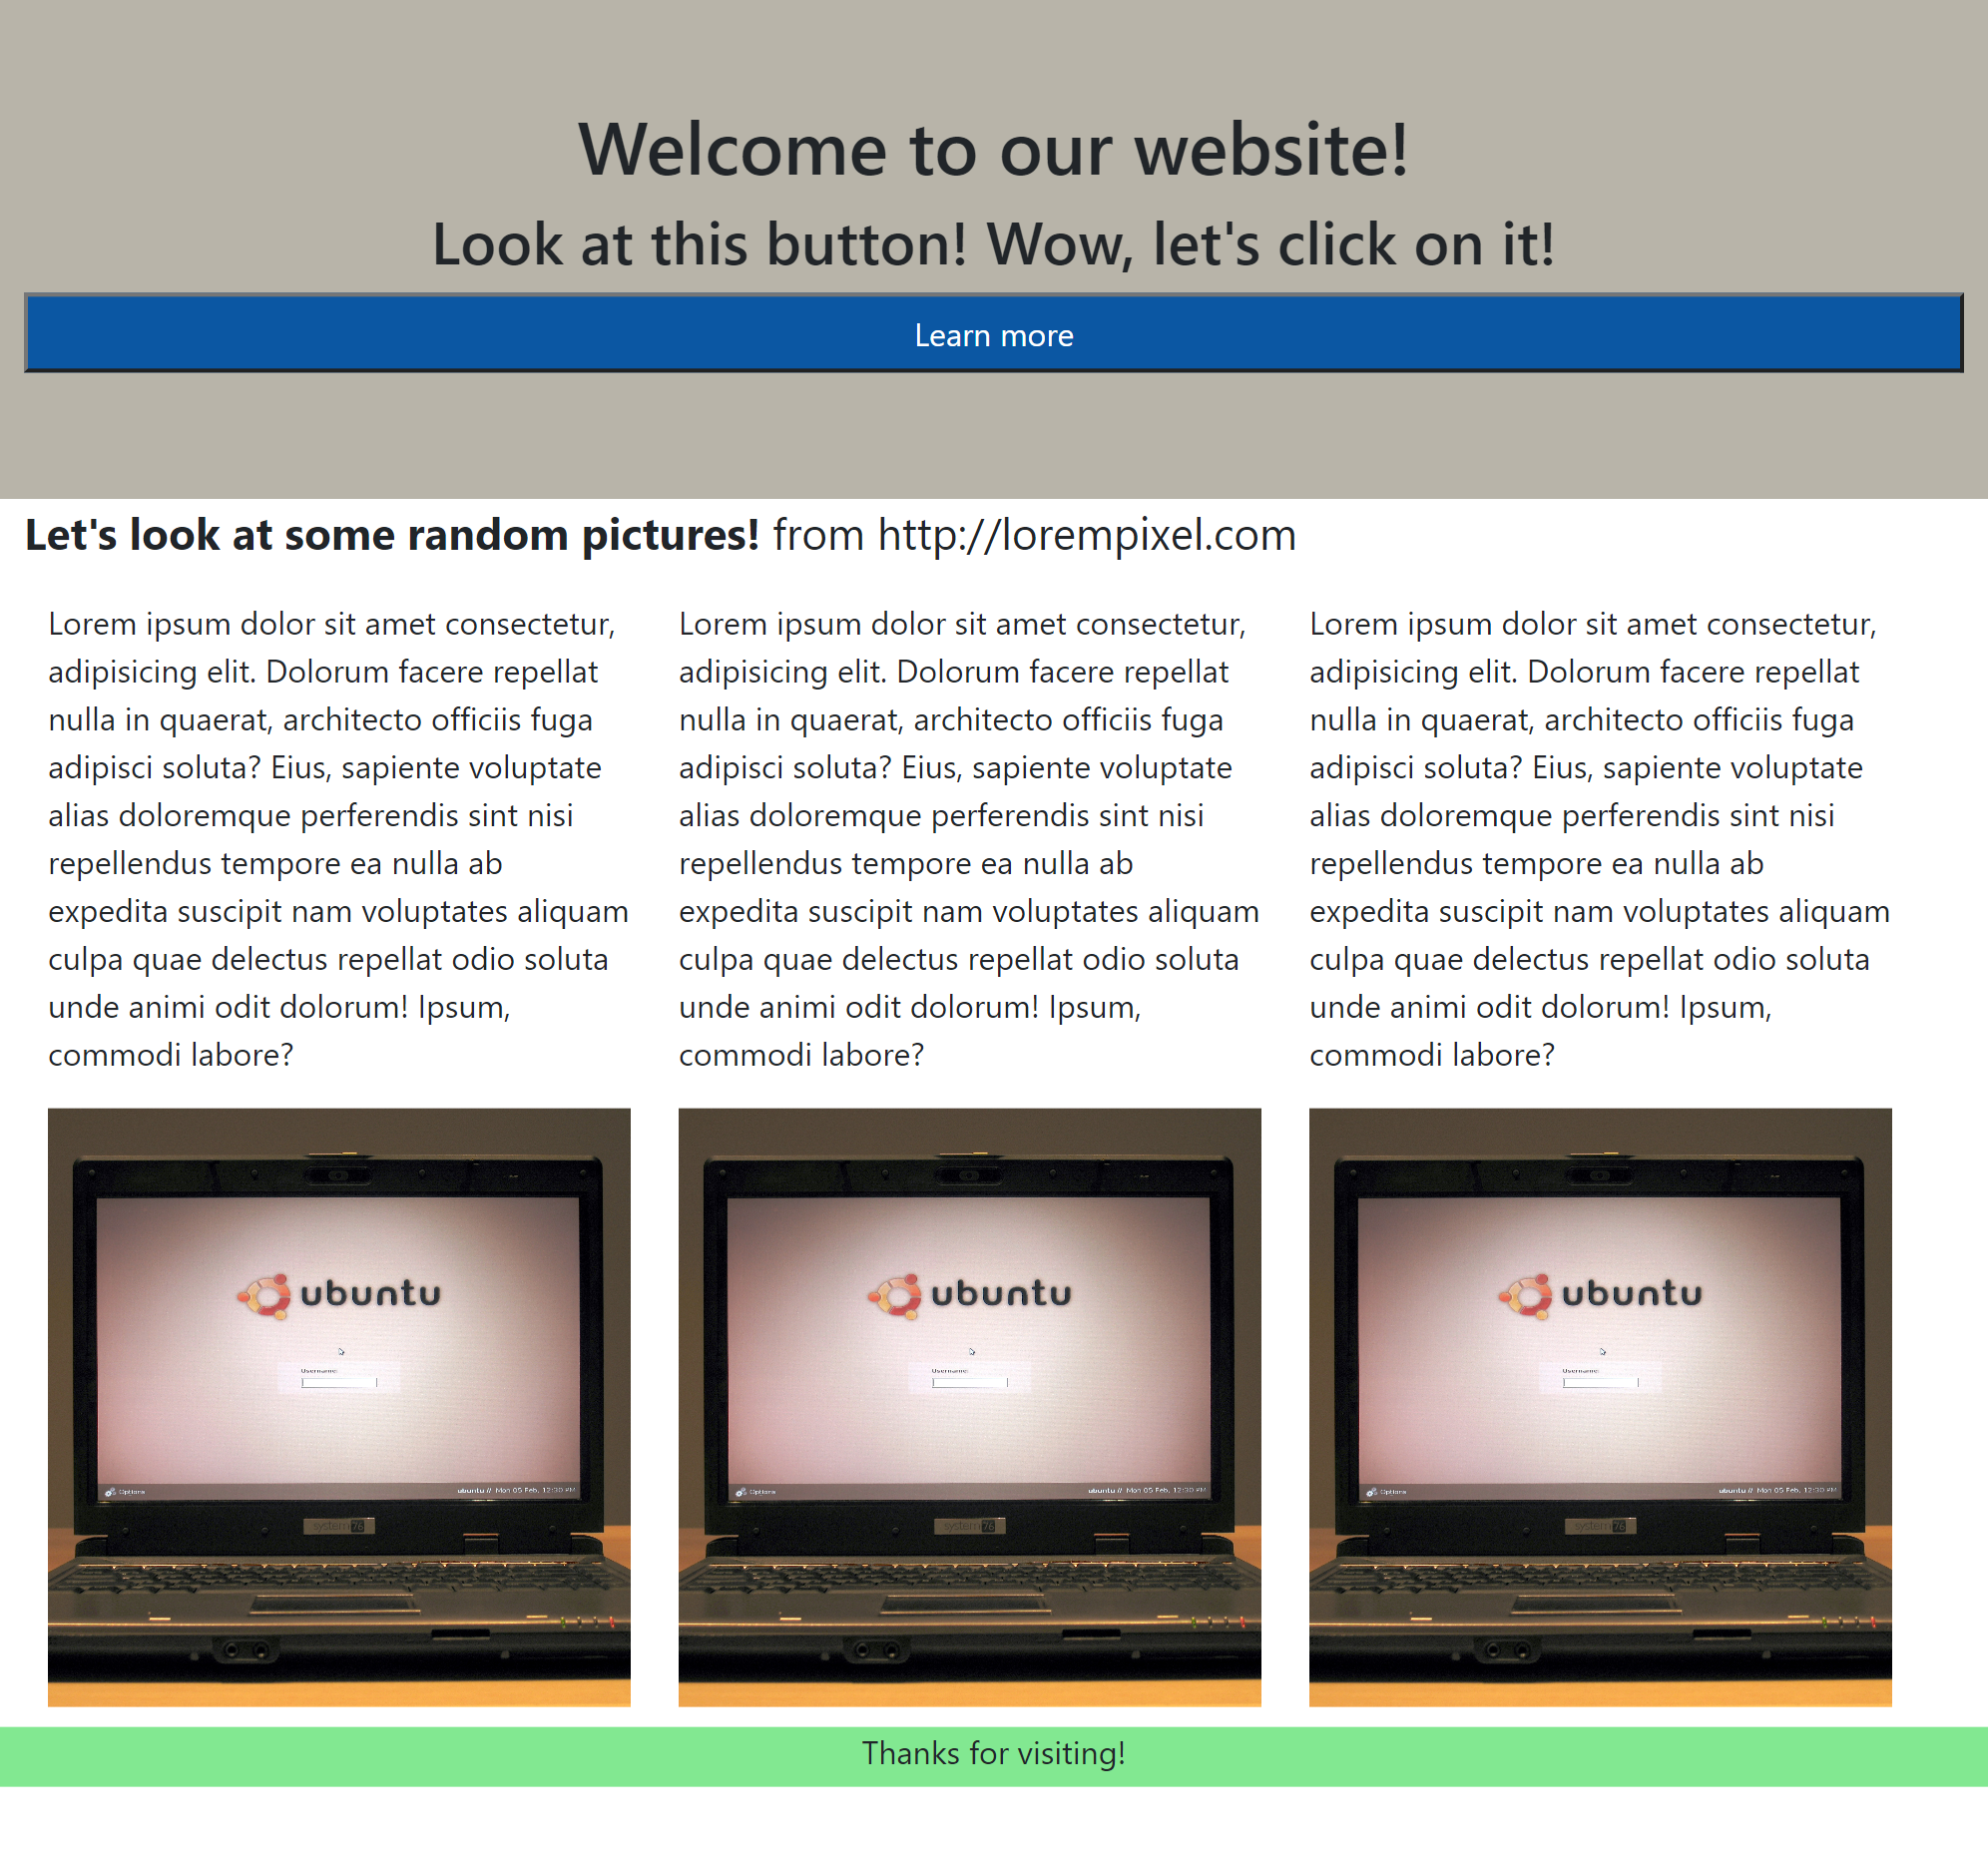 Welcome to our website!
Look at this button! Wow, let's click on it!
Learn more
Let's look at some random pictures! from http://lorempixel.com
Lorem ipsum dolor sit amet consectetur,
adipisicing elit. Dolorum facere repellat
nulla in quaerat, architecto officiis fuga
adipisci soluta? Eius, sapiente voluptate
alias doloremque perferendis sint nisi
repellendus tempore ea nulla ab
expedita suscipit nam voluptates aliquam
culpa quae delectus repellat odio soluta
unde animi odit dolorum! Ipsum,
commodi labore?
Lorem ipsum dolor sit amet consectetur,
adipisicing elit. Dolorum facere repellat
nulla in quaerat, architecto officiis fuga
adipisci soluta? Eius, sapiente voluptate
alias doloremque perferendis sint nisi
repellendus tempore ea nulla ab
expedita suscipit nam voluptates aliquam
culpa quae delectus repellat odio soluta
unde animi odit dolorum! Ipsum,
commodi labore?
Lorem ipsum dolor sit amet consectetur,
adipisicing elit. Dolorum facere repellat
nulla in quaerat, architecto officiis fuga
adipisci soluta? Eius, sapiente voluptate
alias doloremque perferendis sint nisi
repellendus tempore ea nulla ab
expedita suscipit nam voluptates aliquam
culpa quae delectus repellat odio soluta
unde animi odit dolorum! Ipsum,
commodi labore?
ubuntu
Username:
Options
ubuntu // Mon 05 Feb, 12:30 PM
system76
ubuntu
Username:
Options
ubuntu // Mon 05 Feb, 12:30 PM
system76
ubuntu
Username:
Options
ubuntu // Mon 05 Feb, 12:30 PM
system76
Thanks for visiting!